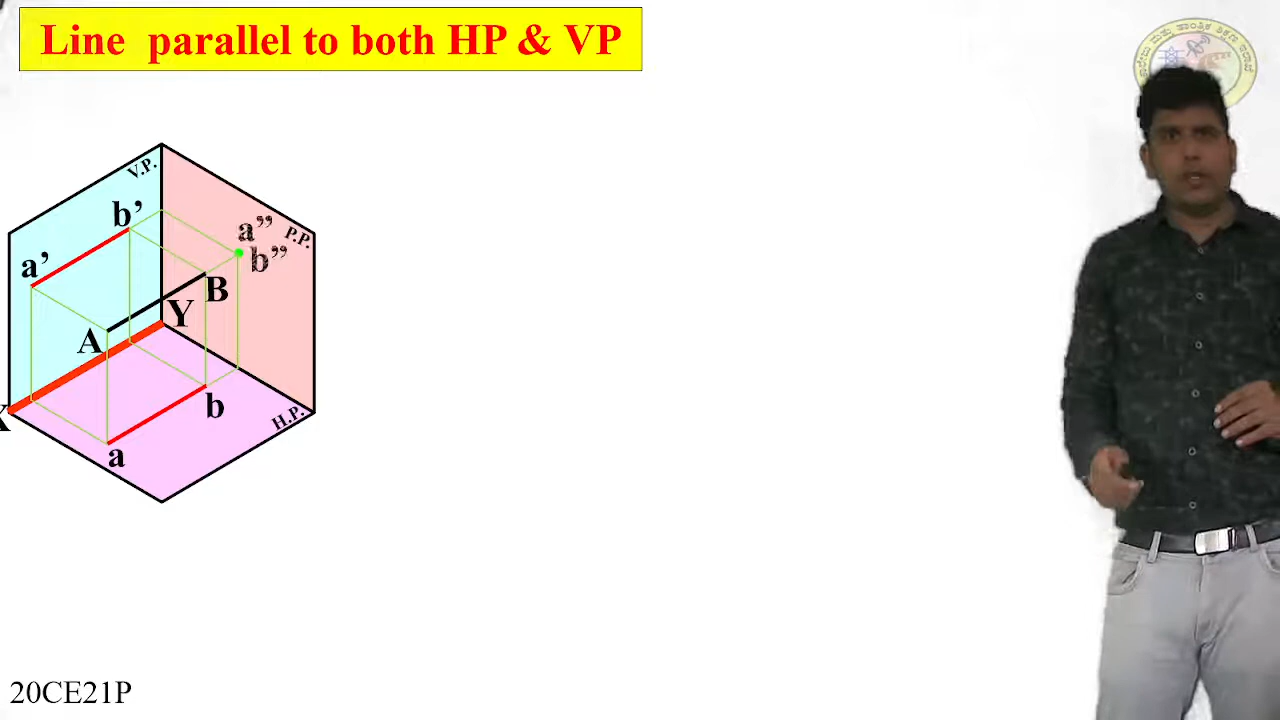 Line parallel to both HP & VP
V.P.
b’
a”
P.P.
b”
a’
B
Y
A
X
b
H.P.
a
20CE21P